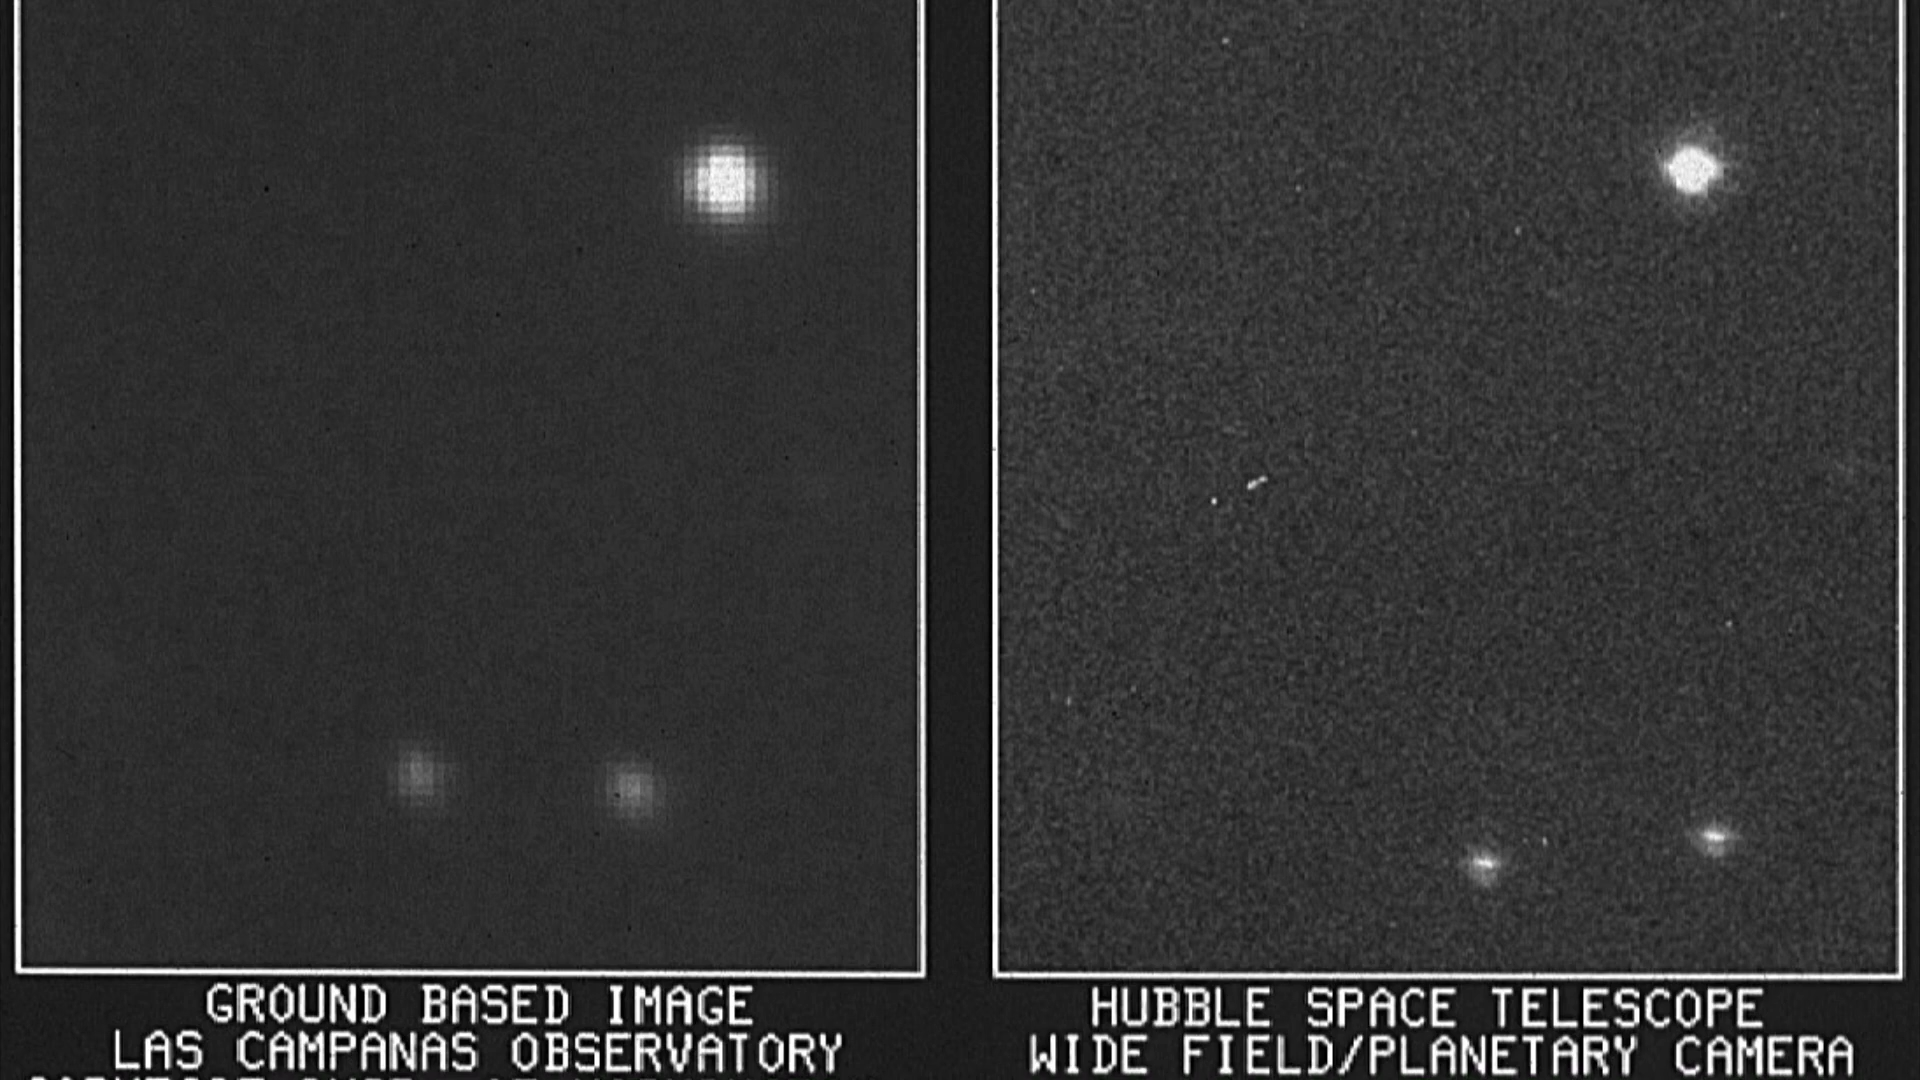 GROUND BASED IMAGE
LAS CAMPANAS OBSERVATORY
HUBBLE SPACE TELESCOPE
WIDE FIELD/PLANETARY CAMERA